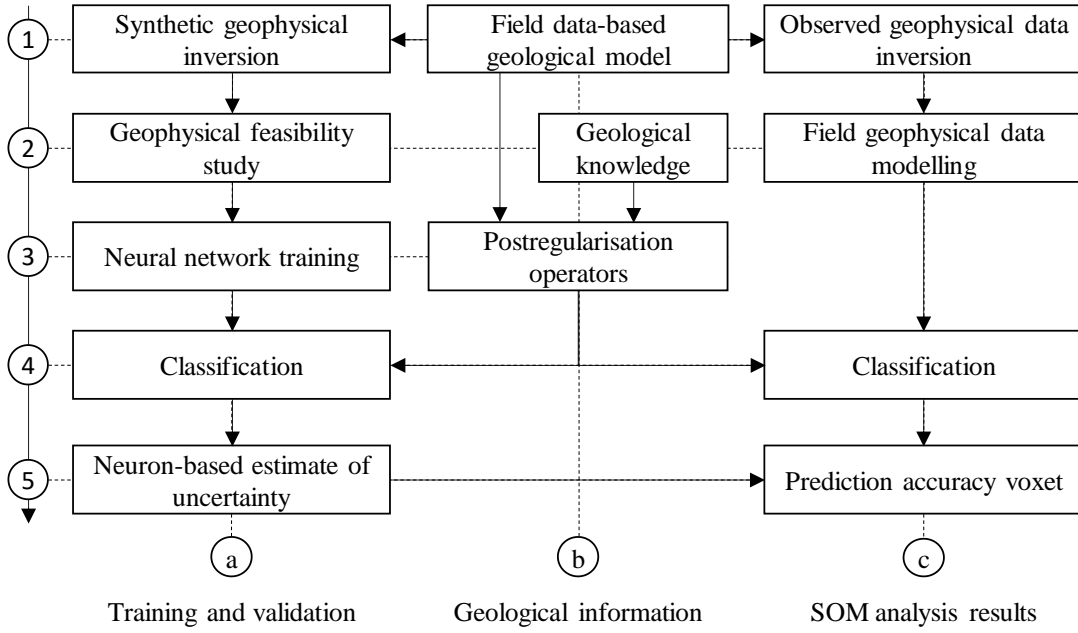 1
Synthetic geophysical
inversion
Field data-based
geological model
Observed geophysical data
inversion
2
Geophysical feasibility
study
Geological
knowledge
Field geophysical data
modelling
3
Neural network training
Postregularisation
operators
4
Classification
Classification
5
Neuron-based estimate of
uncertainty
Prediction accuracy voxet
a
b
c
Training and validation
Geological information
SOM analysis results